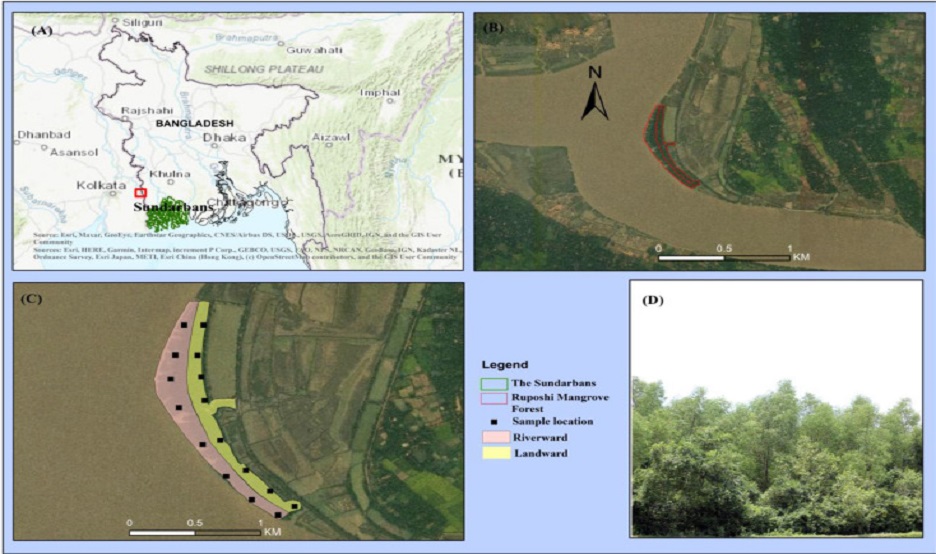 (A)
Siliguri
Brahmaputra
Guwahati
SHILLONG PLATEAU
Imphal
Rajshahi
BANGLADESH
Dhanbad
Dhaka
Aizawl
Asansol
Khulna
Kolkata
Chittagong
Sundarbans
Source: Esri, Maxar, GeoEye, Earthstar Geographics, CNES/Airbus DS, USDA, USGS, AeroGRID, IGN, and the GIS User
Community
Sources: Esri, HERE, Garmin, Intermap, increment P Corp., GEBCO, USGS, FAO, NPS, NRCAN, GeoBase, IGN, Kadaster NL,
Ordnance Survey, Esri Japan, METI, Esri China (Hong Kong), (c) OpenStreetMap contributors, and the GIS User Community
(B)
N
0 0.5 1
KM
(C)
0 0.5 1
KM
Legend
The Sundarbans
Ruposhi Mangrove
Forest
Sample location
Riverward
Landward
(D)